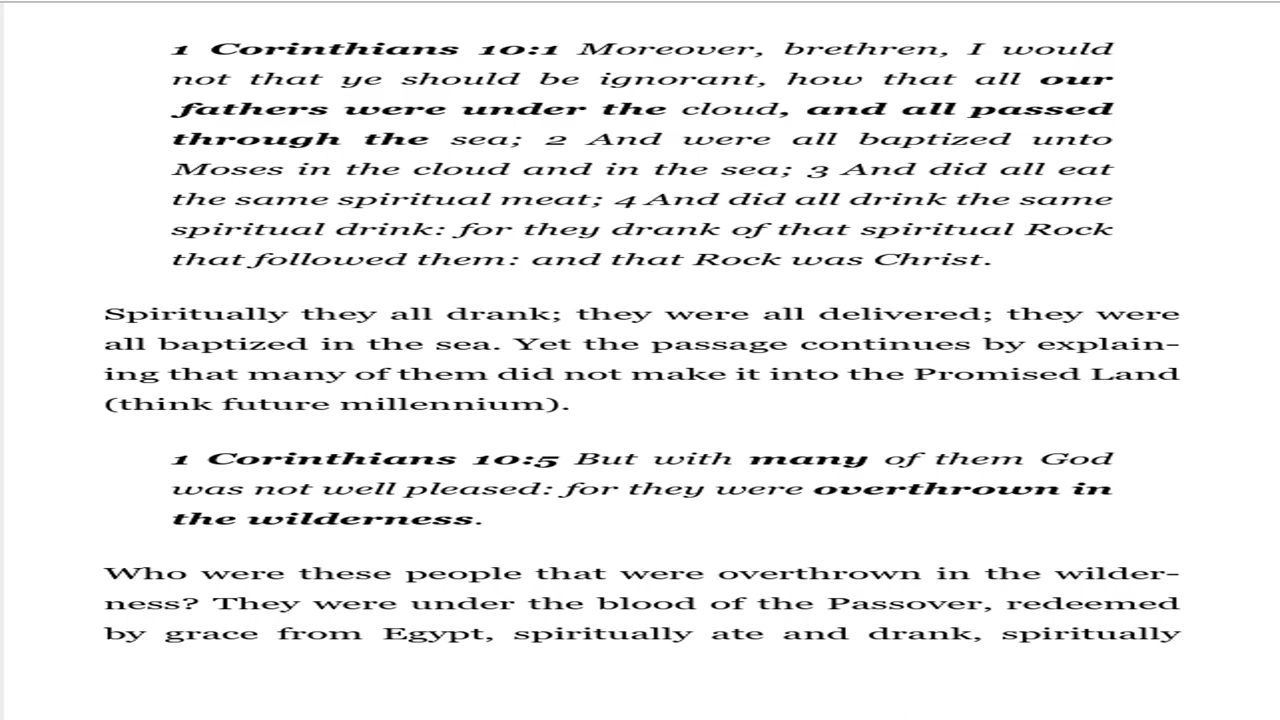 1 Corinthians 10:1 Moreover, brethren, I would
not that ye should be ignorant, how that all our
fathers were under the cloud, and all passed
through the sea; 2 And were all baptized unto
Moses in the cloud and in the sea; 3 And did all eat
the same spiritual meat; 4 And did all drink the same
spiritual drink: for they drank of that spiritual Rock
that followed them: and that Rock was Christ.
Spiritually they all drank; they were all delivered; they were
all baptized in the sea. Yet the passage continues by explain-
ing that many of them did not make it into the Promised Land
(think future millennium).
1 Corinthians 10:5 But with many of them God
was not well pleased: for they were overthrown in
the wilderness.
Who were these people that were overthrown in the wilder-
ness? They were under the blood of the Passover, redeemed
by grace from Egypt, spiritually ate and drank, spiritually